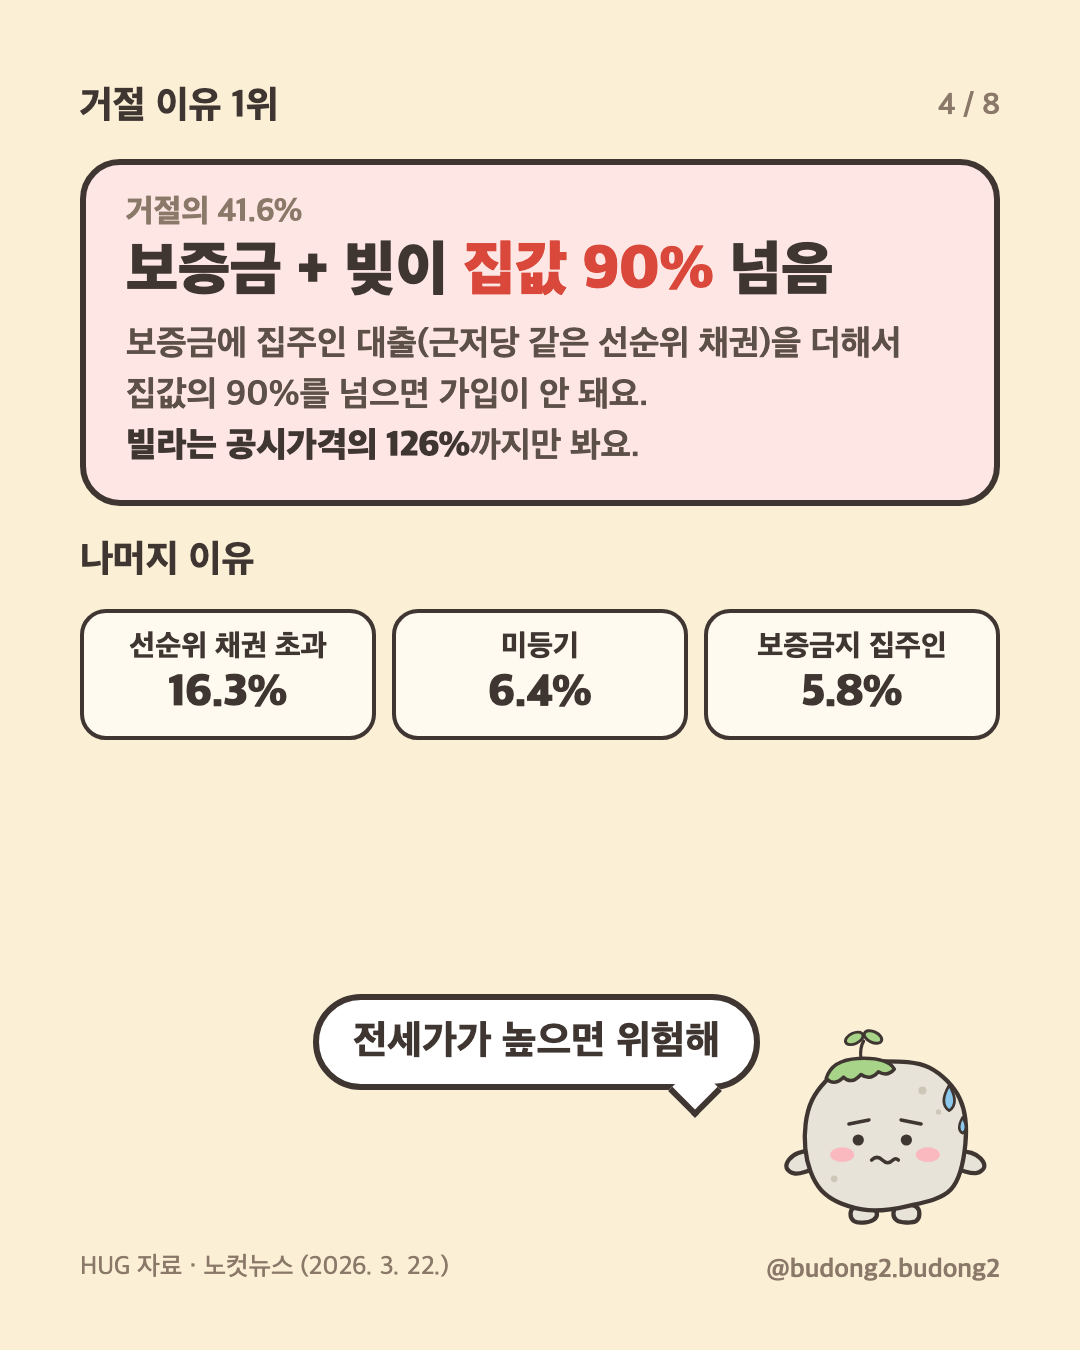 거절 이유 1위
4 / 8
거절의 41.6%
보증금 + 빚이 집값 90% 넘음
보증금에 집주인 대출(근저당 같은 선순위 채권)을 더해서
집값의 90%를 넘으면 가입이 안 돼요.
빌라는 공시가격의 126%까지만 봐요.
나머지 이유
선순위 채권 초과
16.3%
미등기
6.4%
보증금지 집주인
5.8%
전세가가 높으면 위험해
HUG 자료 · 노컷뉴스 (2026. 3. 22.)
@budong2.budong2